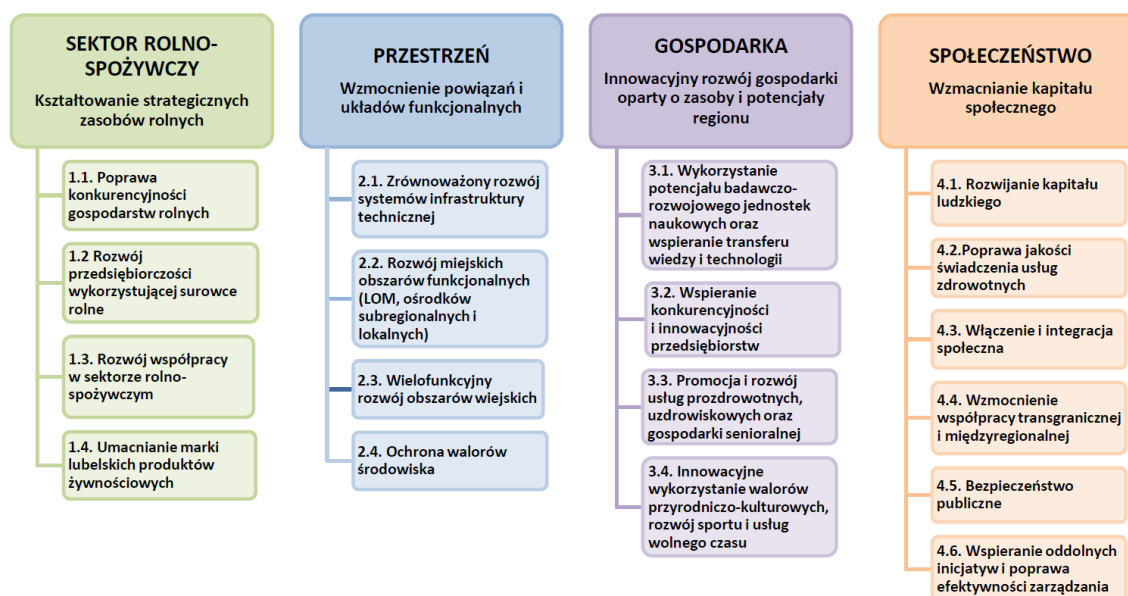 SEKTOR ROLNO-
SPOŻYWCZY
Kształtowanie strategicznych
zasobów rolnych
1.1. Poprawa
konkurencyjności
gospodarstw rolnych
1.2 Rozwój
przedsiębiorczości
wykorzystującej surowce
rolne
1.3. Rozwój współpracy
w sektorze rolno-
spożywczym
1.4. Umacnianie marki
lubelskich produktów
żywnościowych
PRZESTRZEŃ
Wzmocnienie powiązań i
układów funkcjonalnych
2.1. Zrównoważony rozwój
systemów infrastruktury
technicznej
2.2. Rozwój miejskich
obszarów funkcjonalnych
(LOM, ośrodków
subregionalnych i
lokalnych)
2.3. Wielofunkcyjny
rozwój obszarów wiejskich
2.4. Ochrona walorów
środowiska
GOSPODARKA
Innowacyjny rozwój gospodarki
oparty o zasoby i potencjały
regionu
3.1. Wykorzystanie
potencjału badawczo-
rozwojowego jednostek
naukowych oraz
wspieranie transferu
wiedzy i technologii
3.2. Wspieranie
konkurencyjności
i innowacyjności
przedsiębiorstw
3.3. Promocja i rozwój
usług prozdrowotnych,
uzdrowiskowych oraz
gospodarki senioralnej
3.4. Innowacyjne
wykorzystanie walorów
przyrodniczo-kulturowych,
rozwój sportu i usług
wolnego czasu
SPOŁECZEŃSTWO
Wzmacnianie kapitału
społecznego
4.1. Rozwijanie kapitału
ludzkiego
4.2.Poprawa jakości
świadczenia usług
zdrowotnych
4.3. Włączenie i integracja
społeczna
4.4. Wzmocnienie
współpracy transgranicznej
i międzyregionalnej
4.5. Bezpieczeństwo
publiczne
4.6. Wspieranie oddolnych
inicjatyw i poprawa
efektywności zarządzania